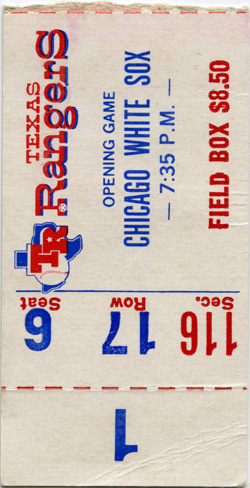 TEXAS
Rangers
TR
OPENING GAME
CHICAGO WHITE SOX
— 7:35 P.M. —
FIELD BOX $8.50
Sec. Row Seat
116 17 6
1